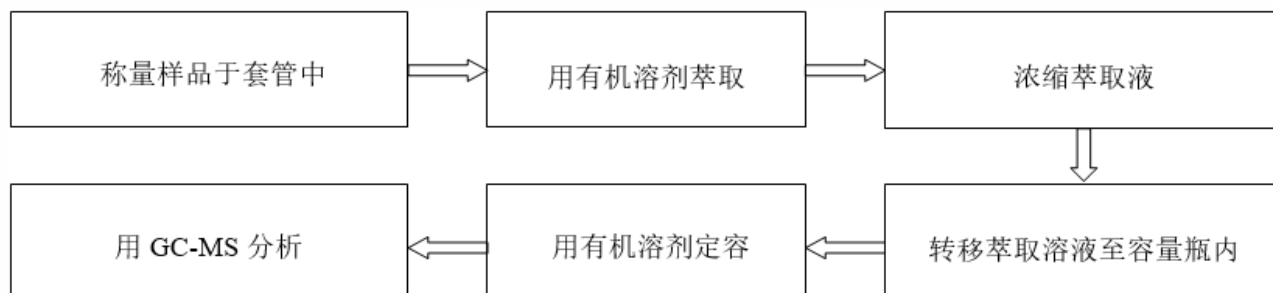 称量样品于套管中
用有机溶剂萃取
浓缩萃取液
转移萃取溶液至容量瓶内
用有机溶剂定容
用 GC-MS 分析